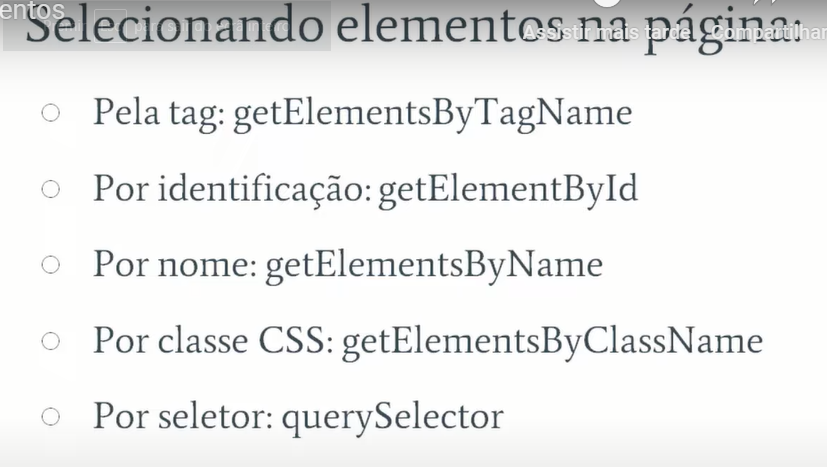 entos
Selecionando elementos na página:
Assistir mais tarde Compartilhar
Pela tag: getElementsByTagName
Por identificação: getElementById
Por nome: getElementsByName
Por classe CSS: getElementsByClassName
Por seletor: querySelector